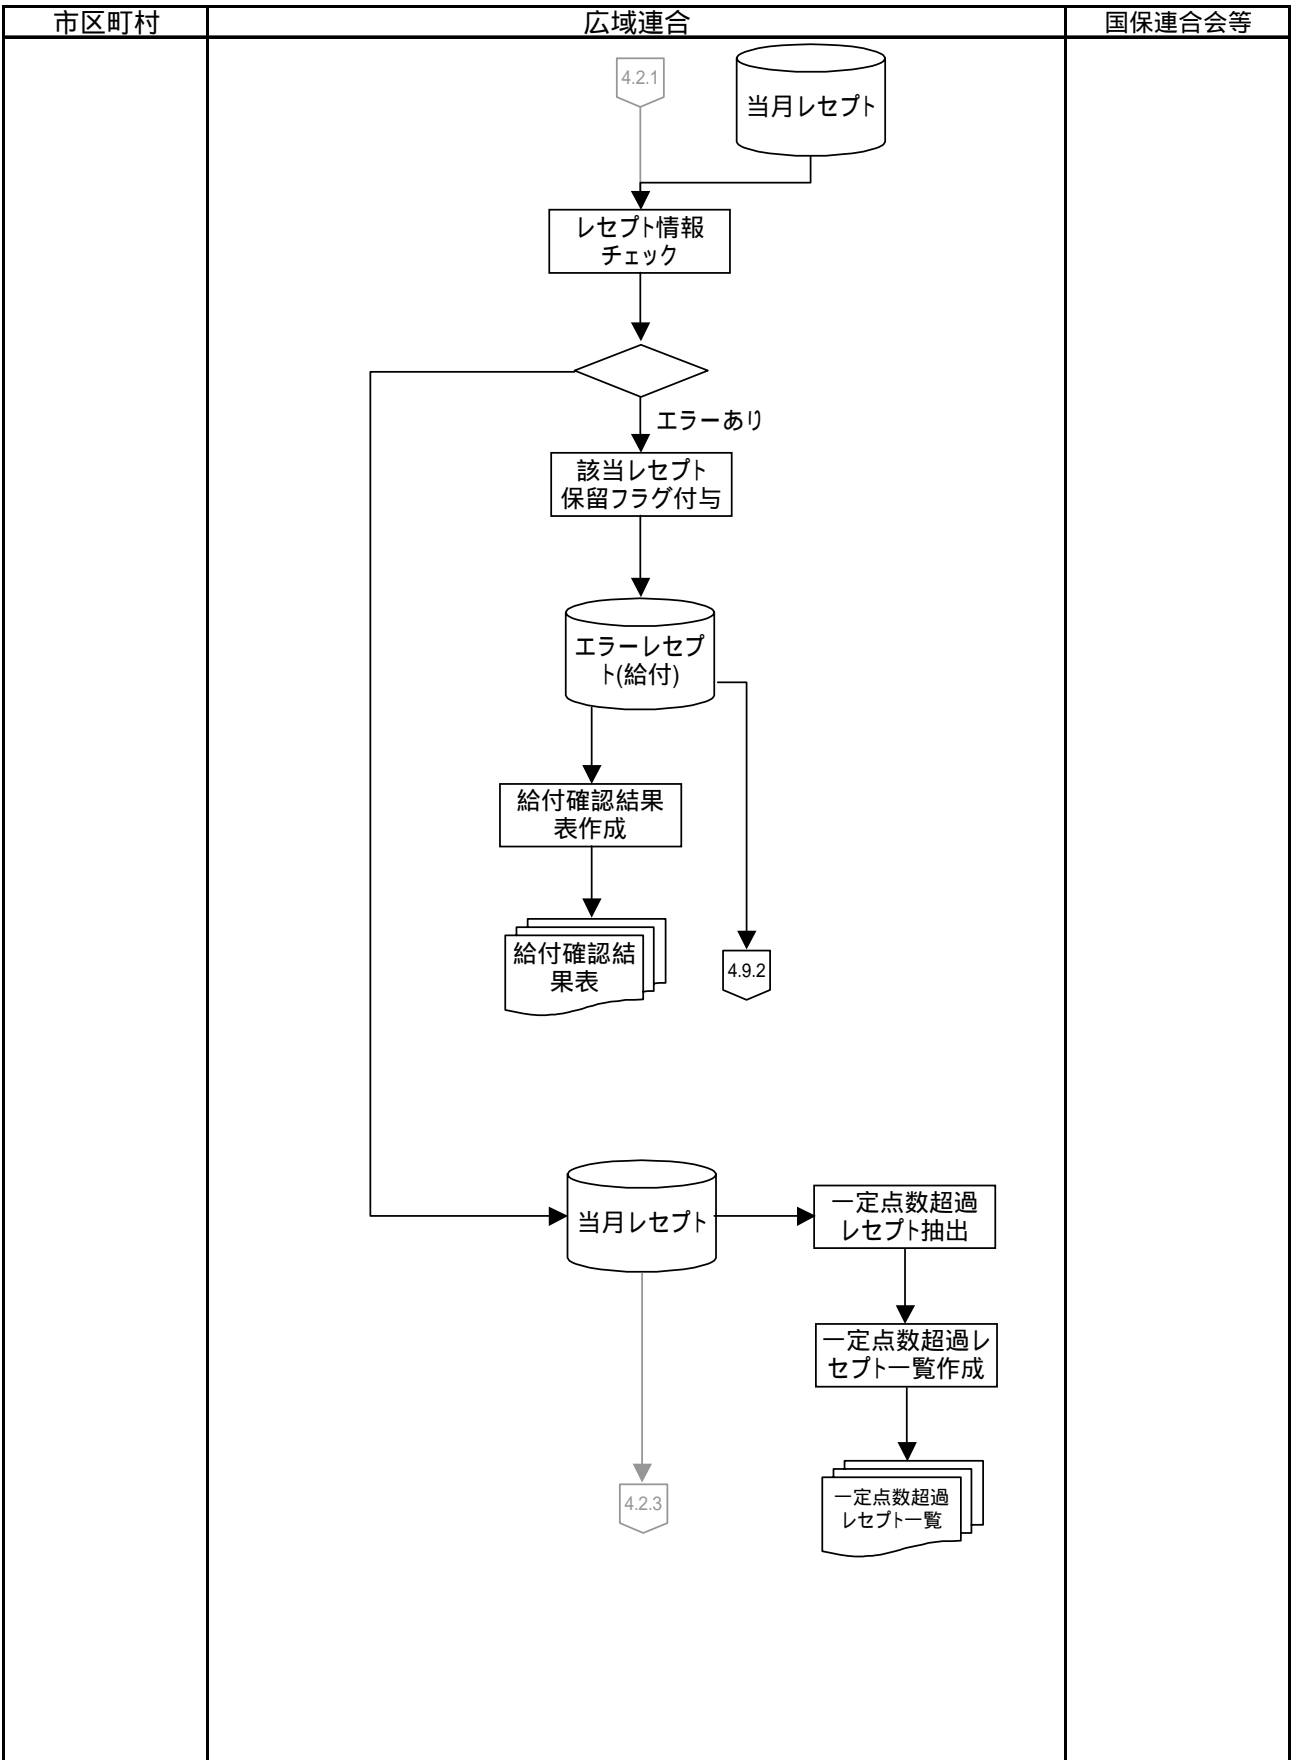 市区町村
広域連合
国保連合会等
4.2.1
当月レセプト
レセプト情報
チェック
エラーあり
該当レセプト
保留フラグ付与
エラーレセプ
ト(給付)
給付確認結果
表作成
給付確認結
果表
4.9.2
当月レセプト
一定点数超過
レセプト抽出
一定点数超過レ
セプト一覧作成
4.2.3
一定点数超過
レセプト一覧